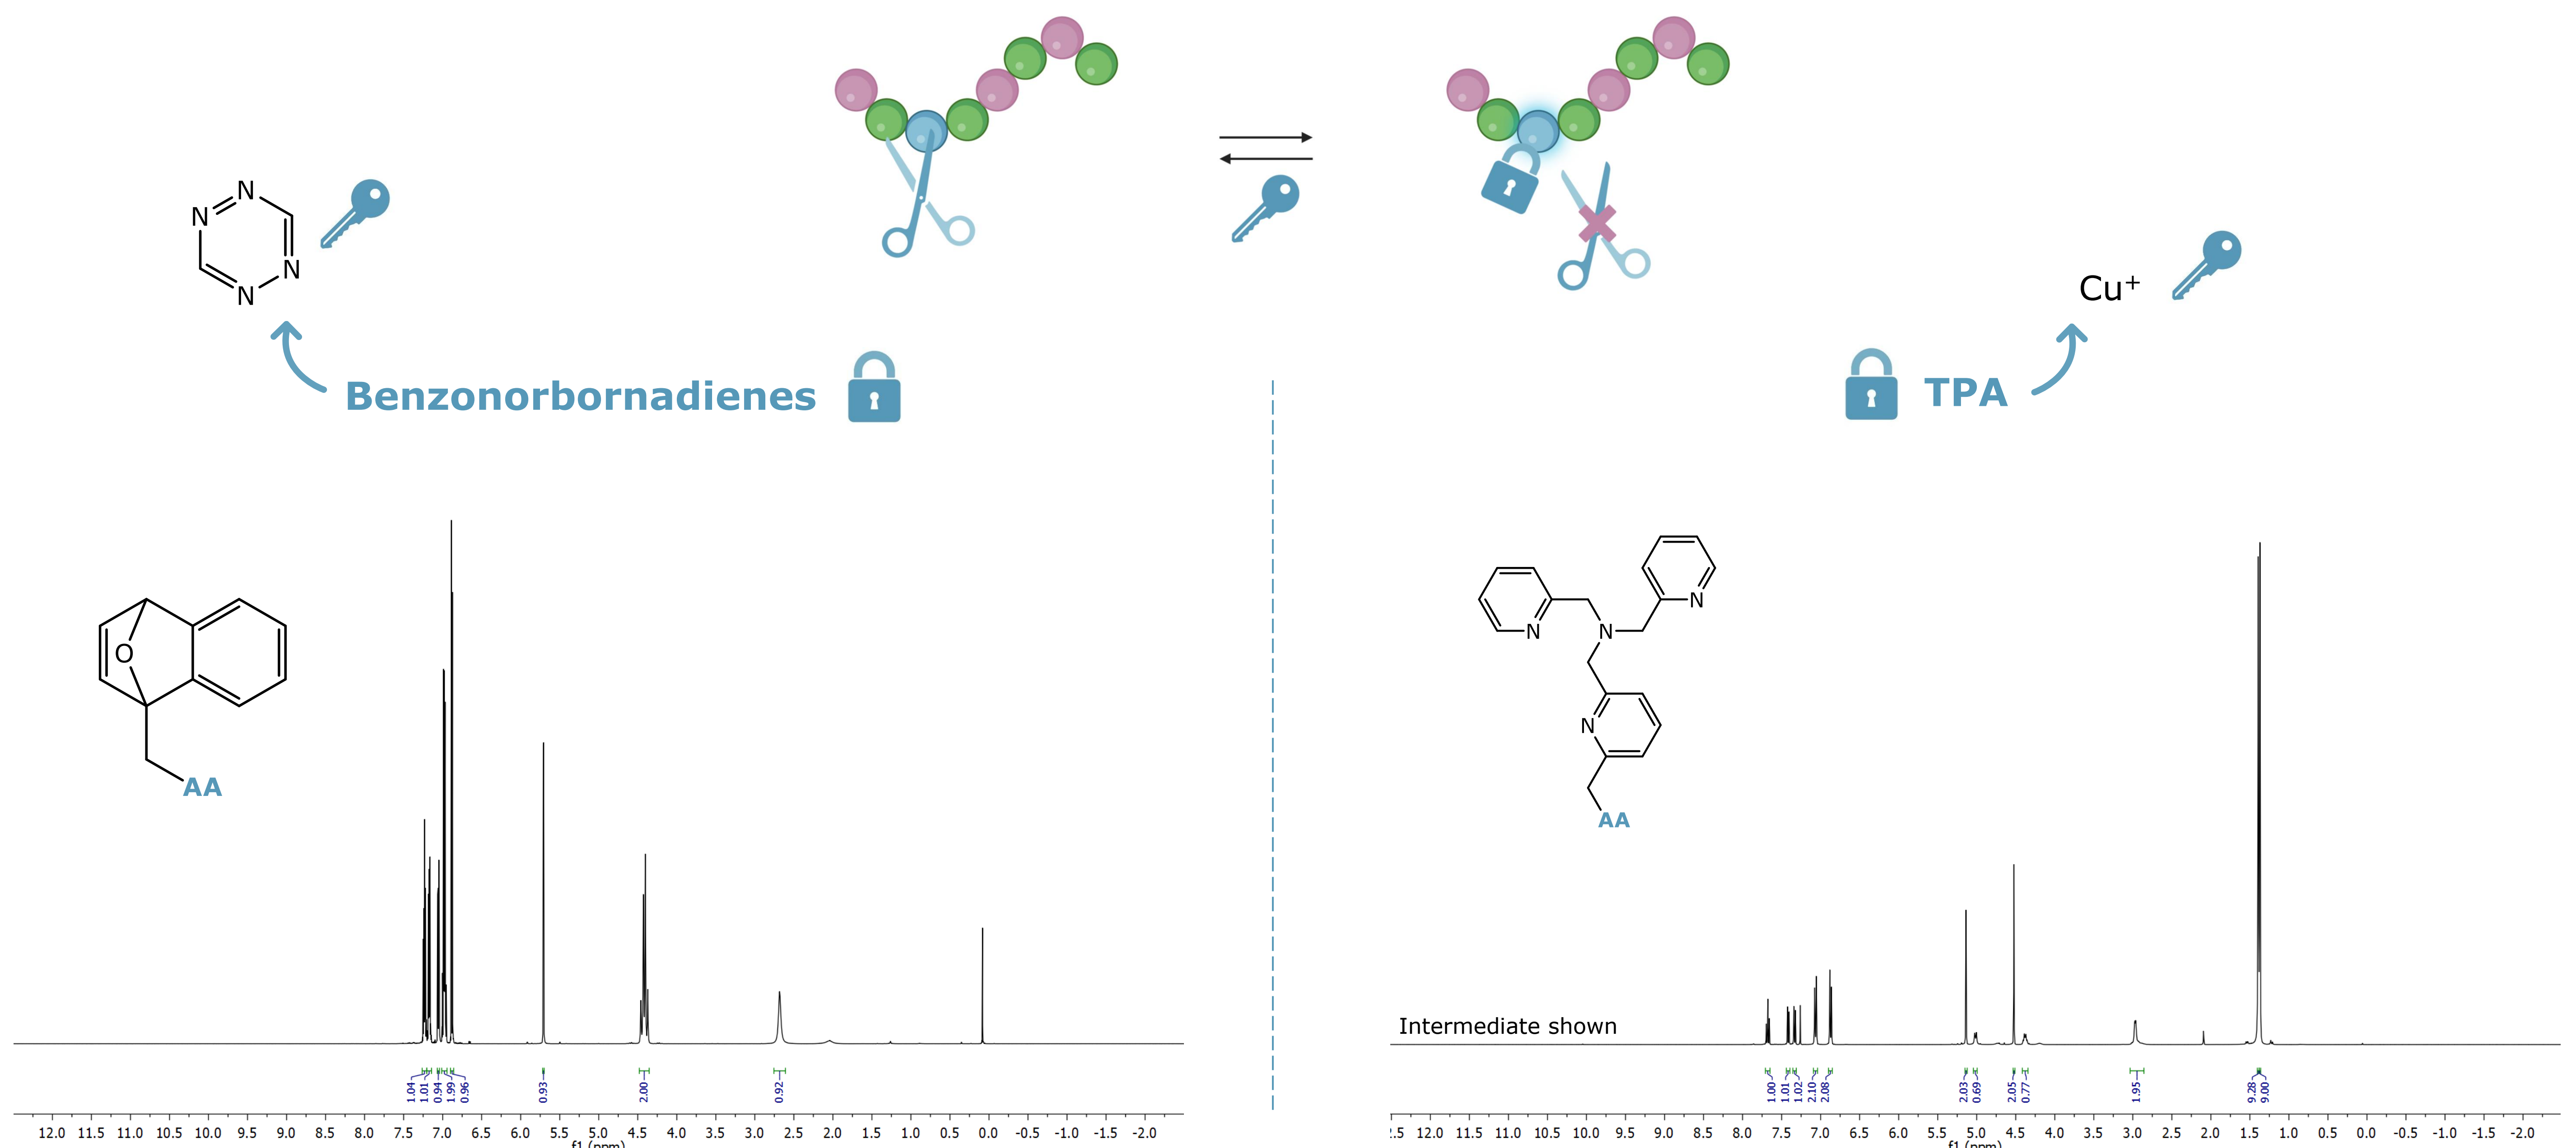 N
N
N
N
Cu⁺
Benzonorbornadienes
TPA
O
AA
N
N
N
N
AA
Intermediate shown
1.04 1.01 0.94 1.99 0.96 0.93 2.00 0.92
1.00 1.01 1.02 2.10 2.08 2.03 0.69 2.05 0.77 1.95 9.28 9.00
12.0 11.5 11.0 10.5 10.0 9.5 9.0 8.5 8.0 7.5 7.0 6.5 6.0 5.5 5.0 4.5 4.0 3.5 3.0 2.5 2.0 1.5 1.0 0.5 0.0 -0.5 -1.0 -1.5 -2.0
f1 (ppm)
.5 12.0 11.5 11.0 10.5 10.0 9.5 9.0 8.5 8.0 7.5 7.0 6.5 6.0 5.5 5.0 4.5 4.0 3.5 3.0 2.5 2.0 1.5 1.0 0.5 0.0 -0.5 -1.0 -1.5 -2.0
f1 (ppm)